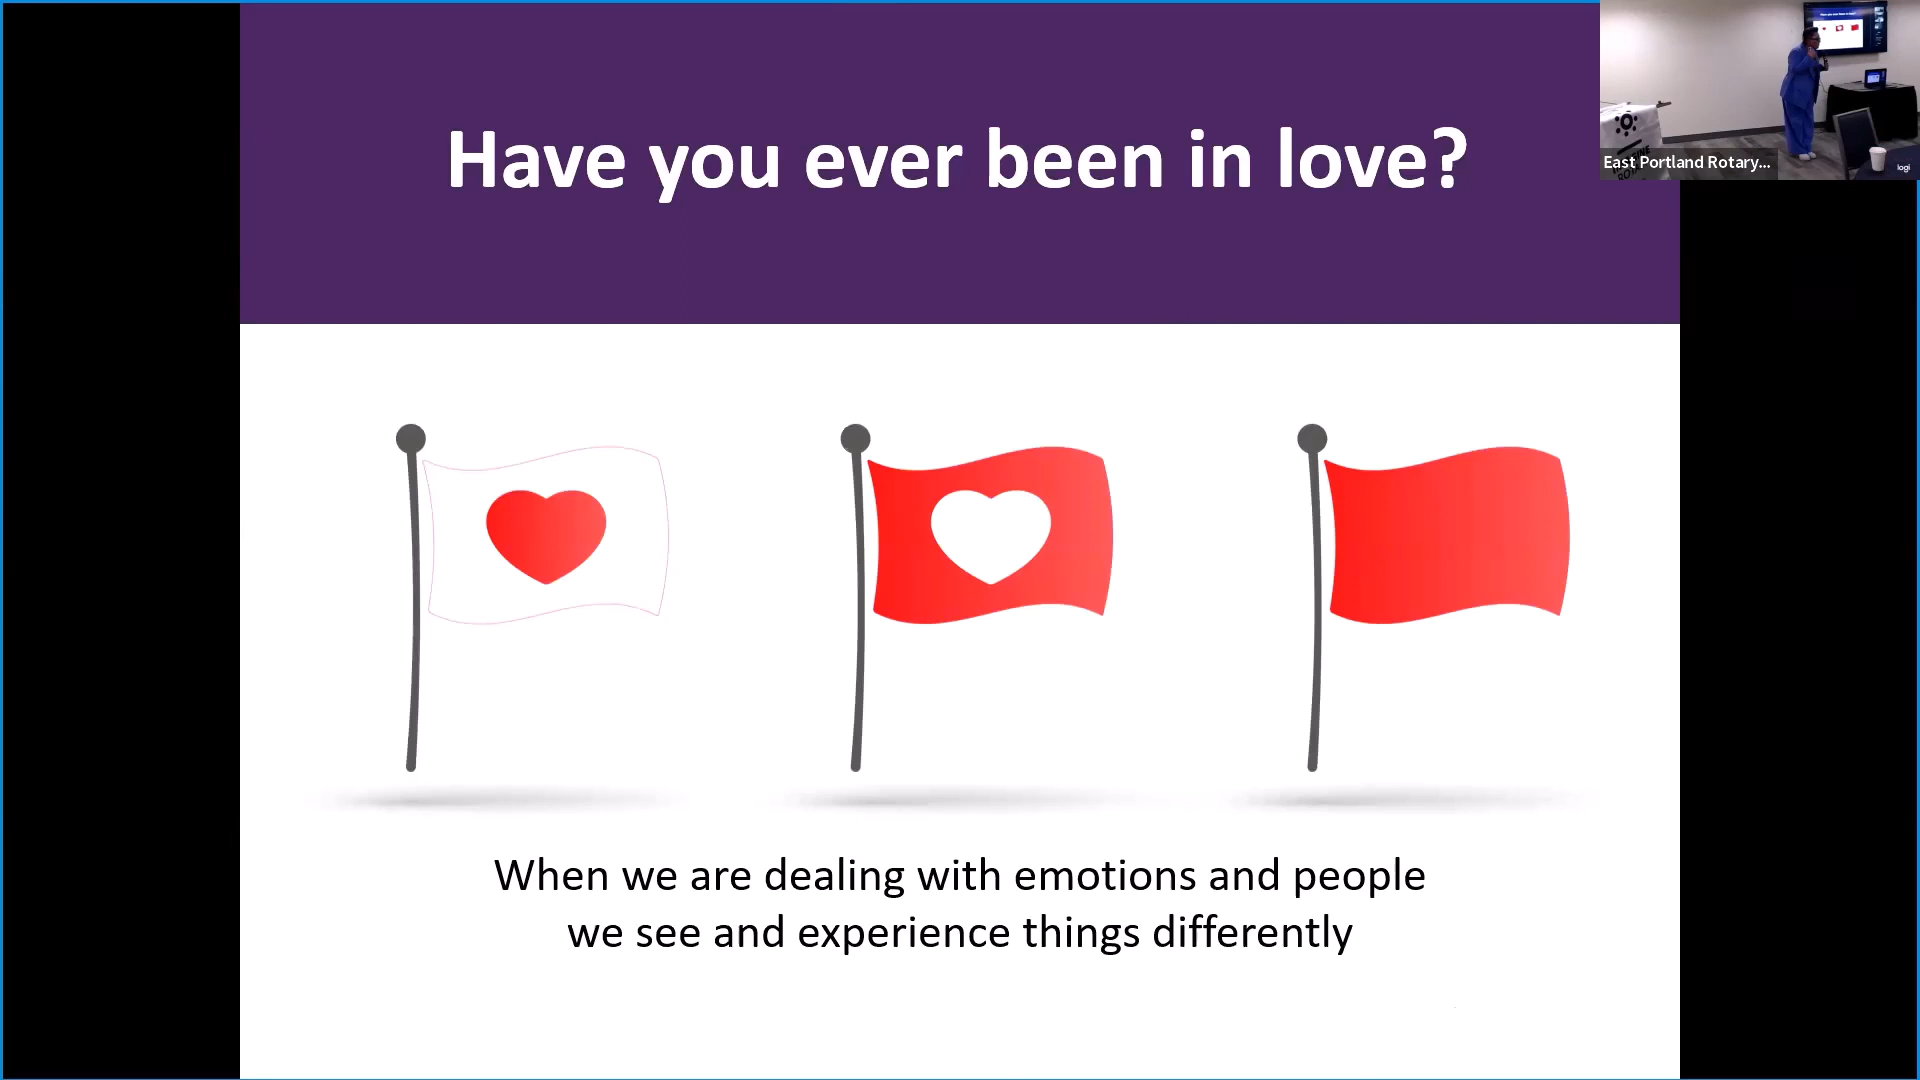 Have you ever been in love?
East Portland Rotary...
logi
When we are dealing with emotions and people
we see and experience things differently